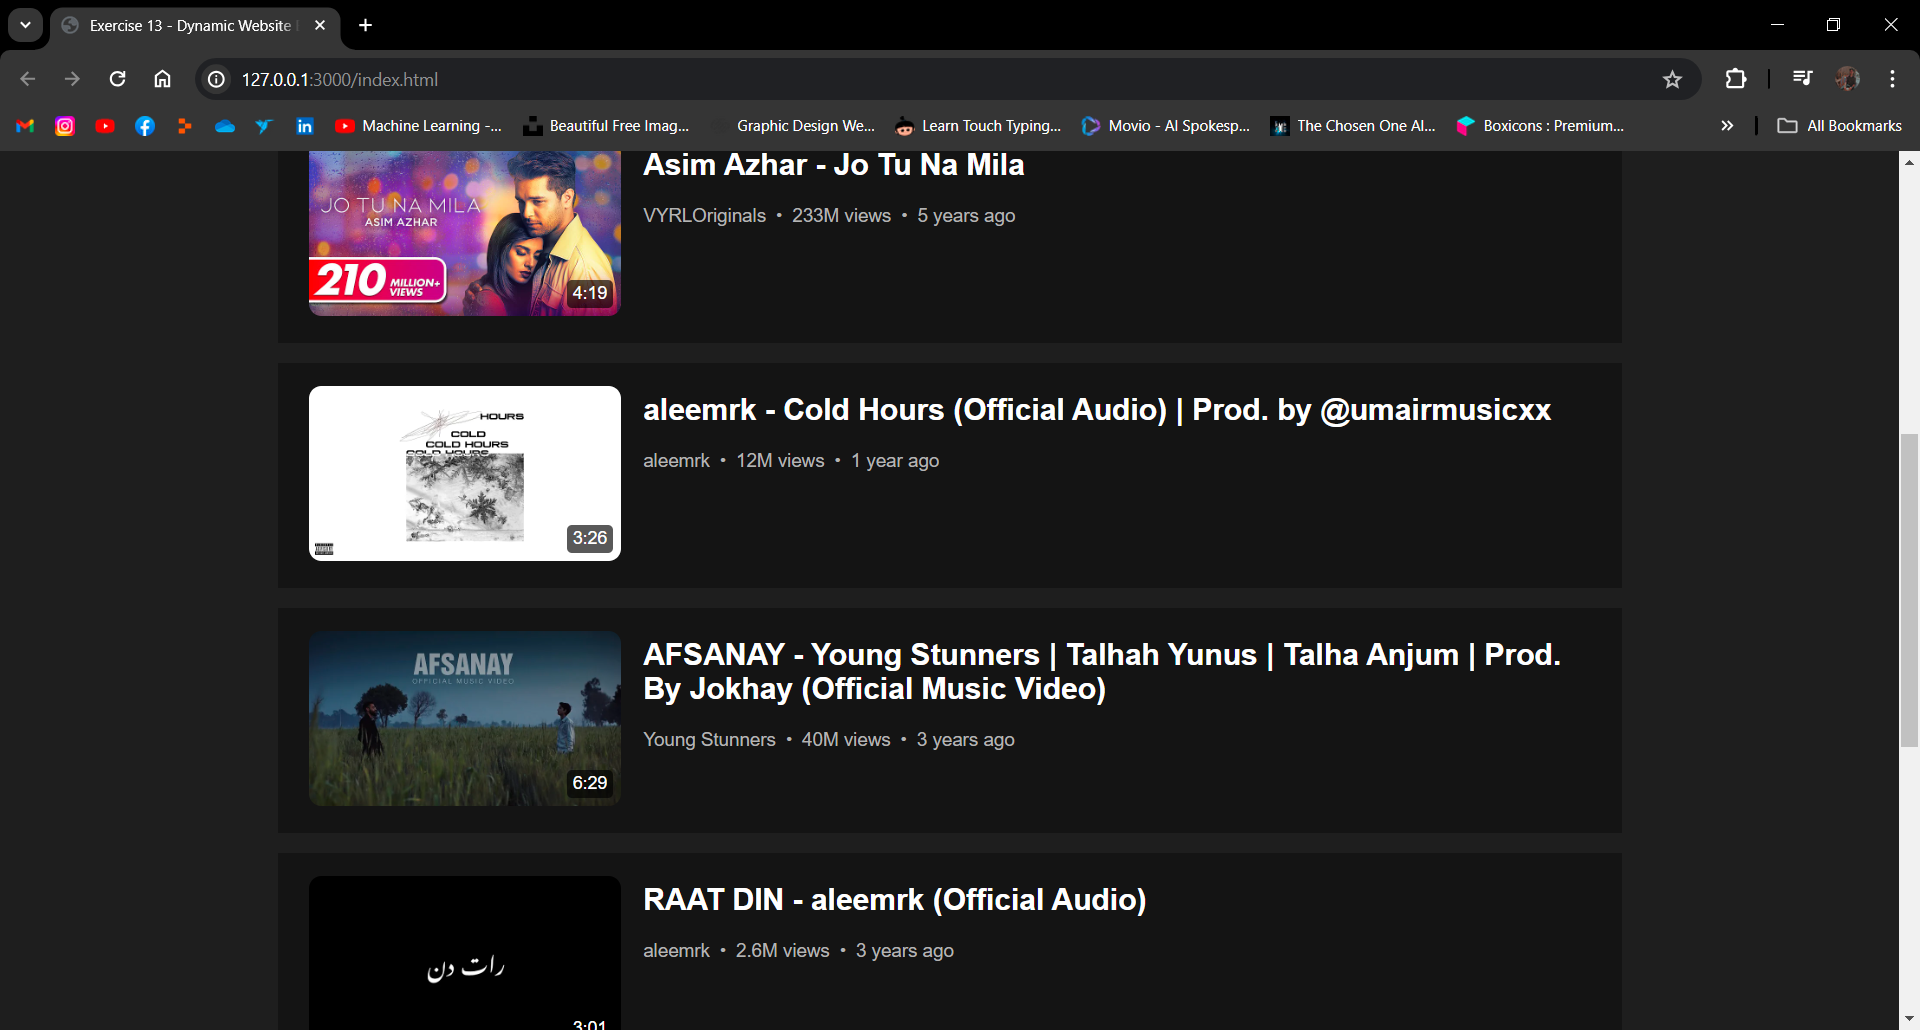 Exercise 13 - Dynamic Website
127.0.0.1:3000/index.html
Machine Learning -...
Beautiful Free Imag...
Graphic Design We...
Learn Touch Typing...
Movio - AI Spokesp...
The Chosen One Al...
Boxicons : Premium...
All Bookmarks
JO TU NA MILA
ASIM AZHAR
210 MILLION+
VIEWS
4:19
Asim Azhar - Jo Tu Na Mila
VYRLOriginals • 233M views • 5 years ago
HOURS
COLD
COLD HOURS
COLD HOURS
3:26
aleemrk - Cold Hours (Official Audio) | Prod. by @umairmusicxx
aleemrk • 12M views • 1 year ago
AFSANAY
OFFICIAL MUSIC VIDEO
6:29
AFSANAY - Young Stunners | Talhah Yunus | Talha Anjum | Prod.
By Jokhay (Official Music Video)
Young Stunners • 40M views • 3 years ago
رات دن
3:01
RAAT DIN - aleemrk (Official Audio)
aleemrk • 2.6M views • 3 years ago